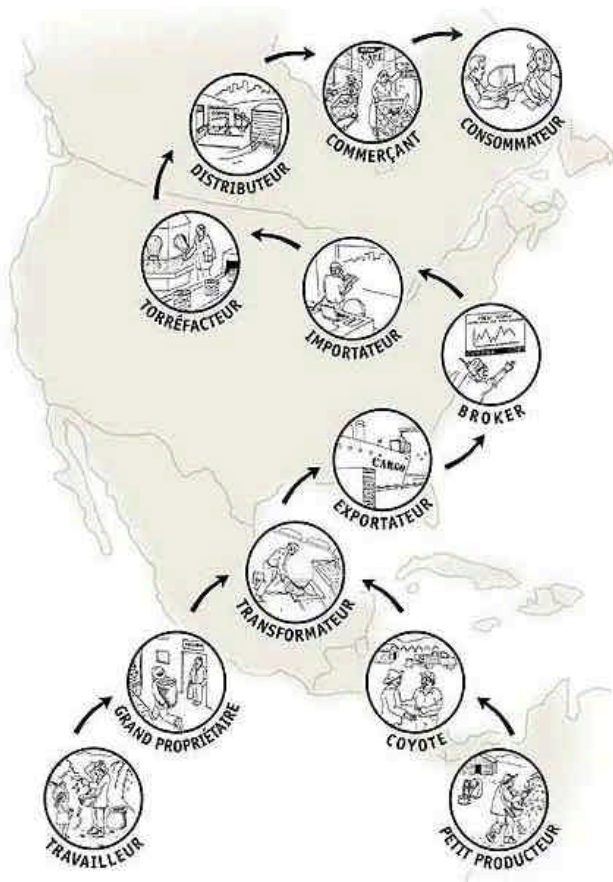 CONSOMMATEUR
COMMERÇANT
DISTRIBUTEUR
TORRÉFACTEUR
IMPORTATEUR
BROKER
CARGO
EXPORTATEUR
TRANSFORMATEUR
GRAND PROPRIÉTAIRE
COYOTE
TRAVAILLEUR
PETIT PRODUCTEUR